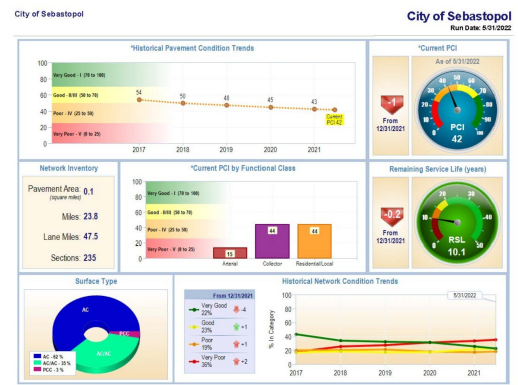 City of Sebastopol
City of Sebastopol
Run Date: 5/31/2022
*Historical Pavement Condition Trends
100
80
60
40
20
0
Very Good - I (70 to 100)
Good - II/III (50 to 70)
Poor - IV (25 to 50)
Very Poor - V (0 to 25)
54
50
48
45
43
Current
PCI 42
2017
2018
2019
2020
2021
*Current PCI
As of 5/31/2022
-1
From
12/31/2021
PCI
42
Network Inventory
Pavement Area: 0.1
(square miles)
Miles: 23.8
Lane Miles: 47.5
Sections: 235
*Current PCI by Functional Class
100
80
60
40
20
0
Very Good - I (70 to 100)
Good - II/III (50 to 70)
Poor - IV (25 to 50)
Very Poor - V (0 to 25)
15
44
44
Arterial
Collector
Residential/Local
Remaining Service Life (years)
-0.2
From
12/31/2021
RSL
10.1
Surface Type
AC
PCC
AC/AC
AC - 62 %
AC/AC - 35 %
PCC - 3 %
Historical Network Condition Trends
From 12/31/2021
Very Good
22%
-4
Good
23%
+1
Poor
19%
+1
Very Poor
36%
+2
% In Category
100
80
60
40
20
0
5/31/2022
2017
2018
2019
2020
2021